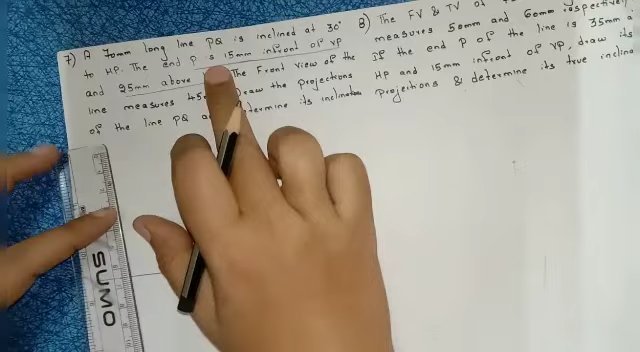 7) A 70mm long line PQ is inclined at 30°
to HP. The end P is 15mm infront of VP
and 25mm above The Front view of the
line measures 45 Draw the projections
of the line PQ and determine its inclination
8) The FV & TV of
measures 50mm and 60mm respectively
If the end P of the line is 35mm a
HP and 15mm infront of VP, draw its
projections & determine its true inclina
SUMO